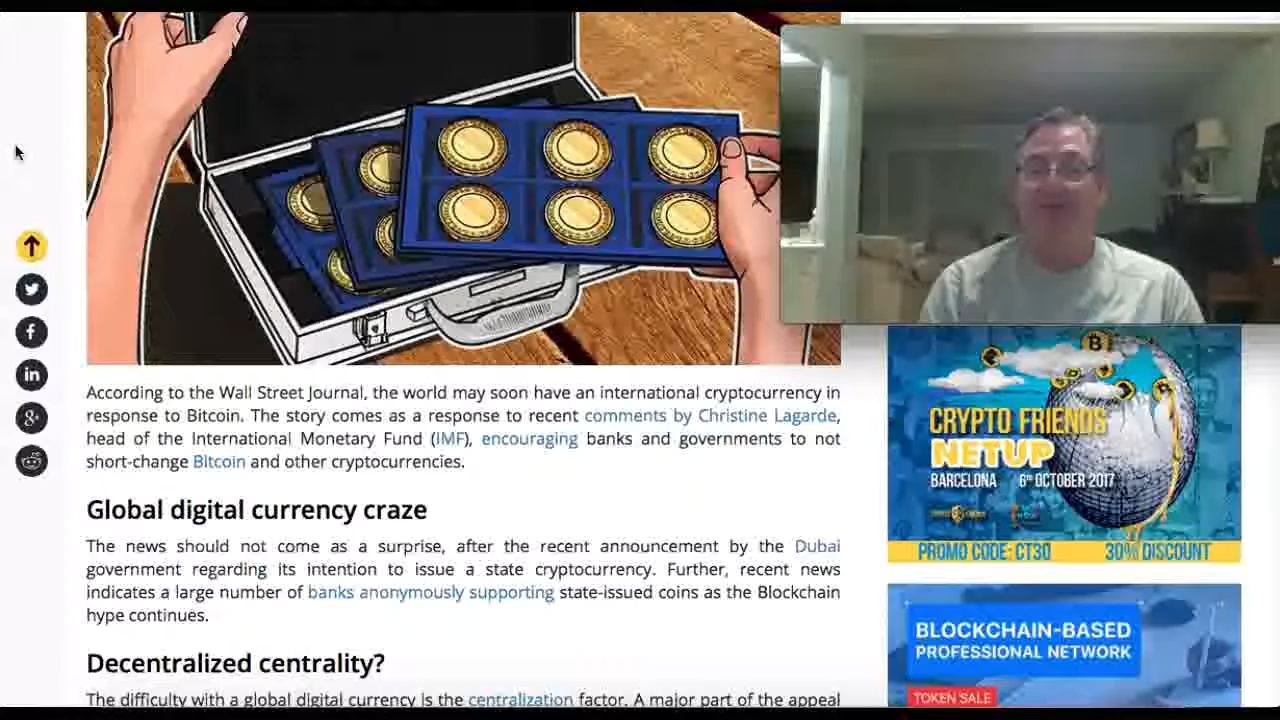 According to the Wall Street Journal, the world may soon have an international cryptocurrency in
response to Bitcoin. The story comes as a response to recent comments by Christine Lagarde,
head of the International Monetary Fund (IMF), encouraging banks and governments to not
short-change Bitcoin and other cryptocurrencies.
Global digital currency craze
The news should not come as a surprise, after the recent announcement by the Dubai
government regarding its intention to issue a state cryptocurrency. Further, recent news
indicates a large number of banks anonymously supporting state-issued coins as the Blockchain
hype continues.
Decentralized centrality?
The difficulty with a global digital currency is the centralization factor. A major part of the appeal
CRYPTO FRIENDS
NETUP
BARCELONA 6TH OCTOBER 2017
PROMO CODE: CT30 30% DISCOUNT
BLOCKCHAIN-BASED
PROFESSIONAL NETWORK
TOKEN SALE